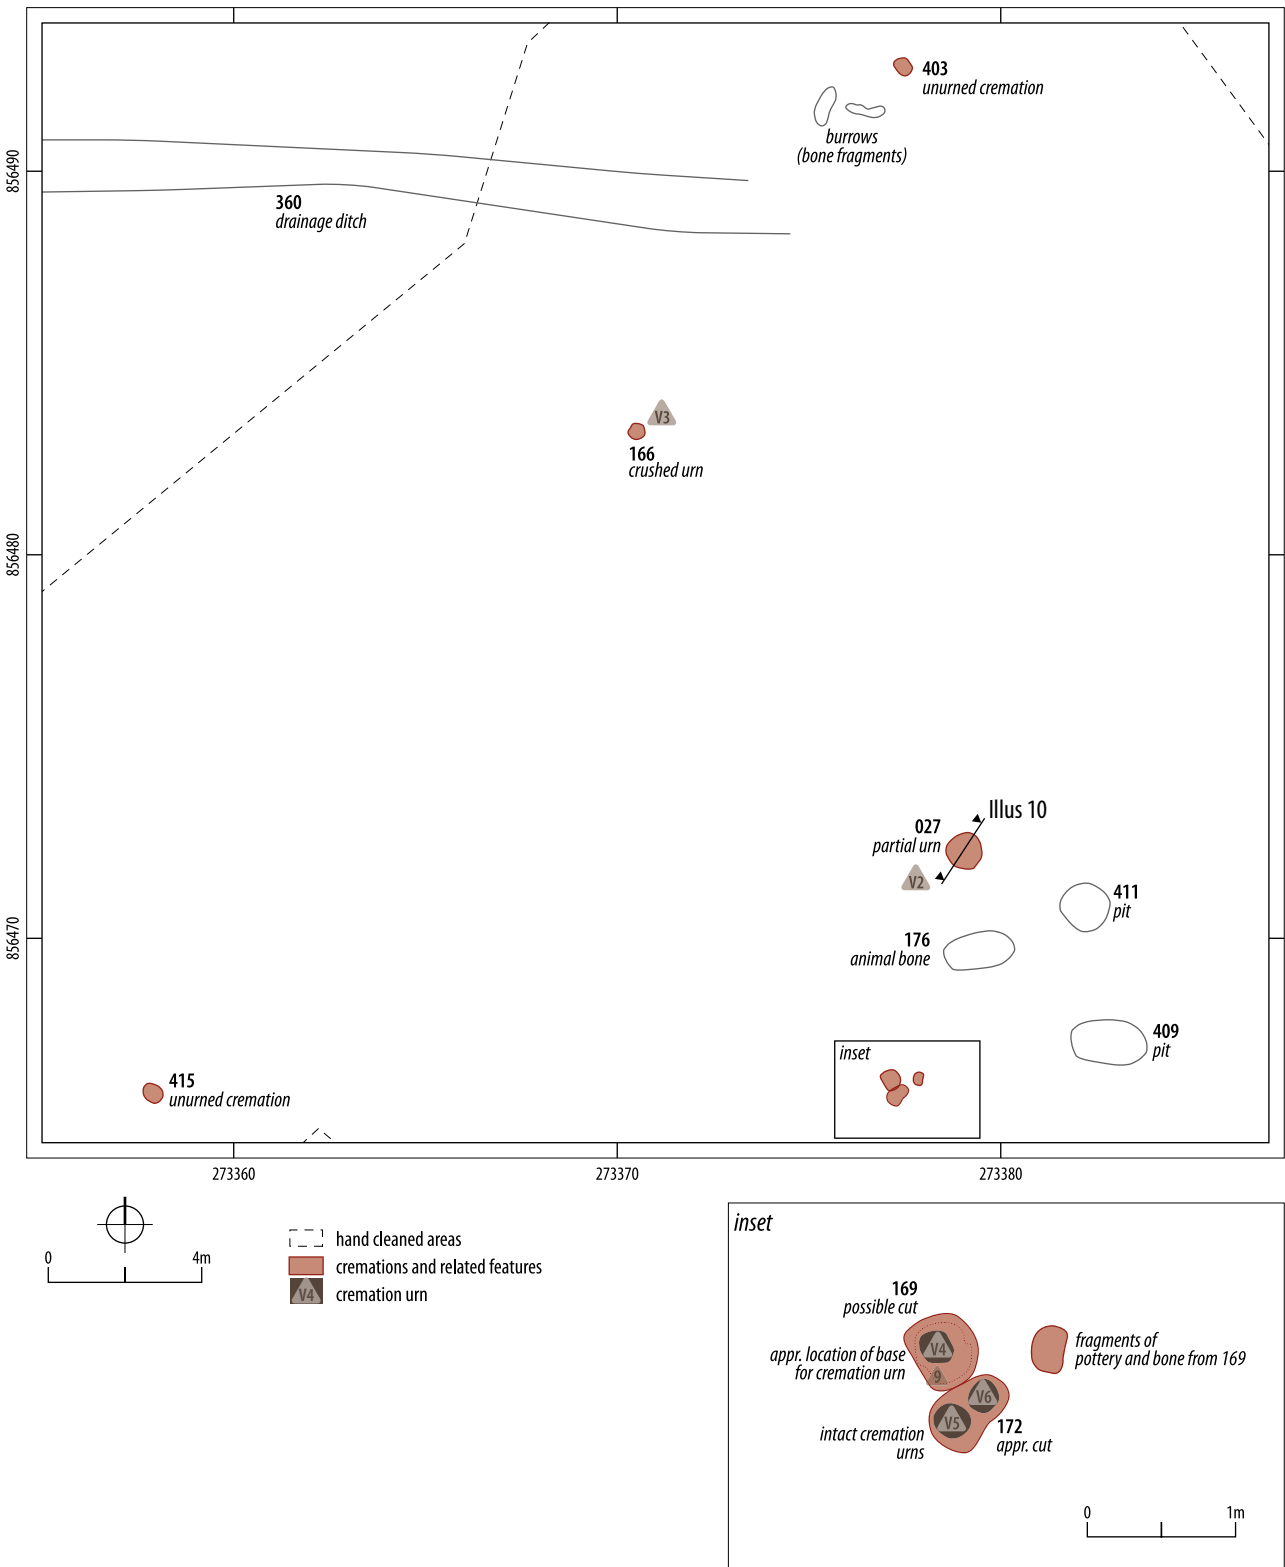 403
unurned cremation
burrows
(bone fragments)
856490
360
drainage ditch
V3
166
crushed urn
856480
Illus 10
027
partial urn
V2
411
pit
176
animal bone
856470
409
pit
inset
415
unurned cremation
273360
273370
273380
0
4m
hand cleaned areas
cremations and related features
V4
cremation urn
inset
169
possible cut
appr. location of base
for cremation urn
V4
9
fragments of
pottery and bone from 169
V6
V5
intact cremation
urns
172
appr. cut
0
1m